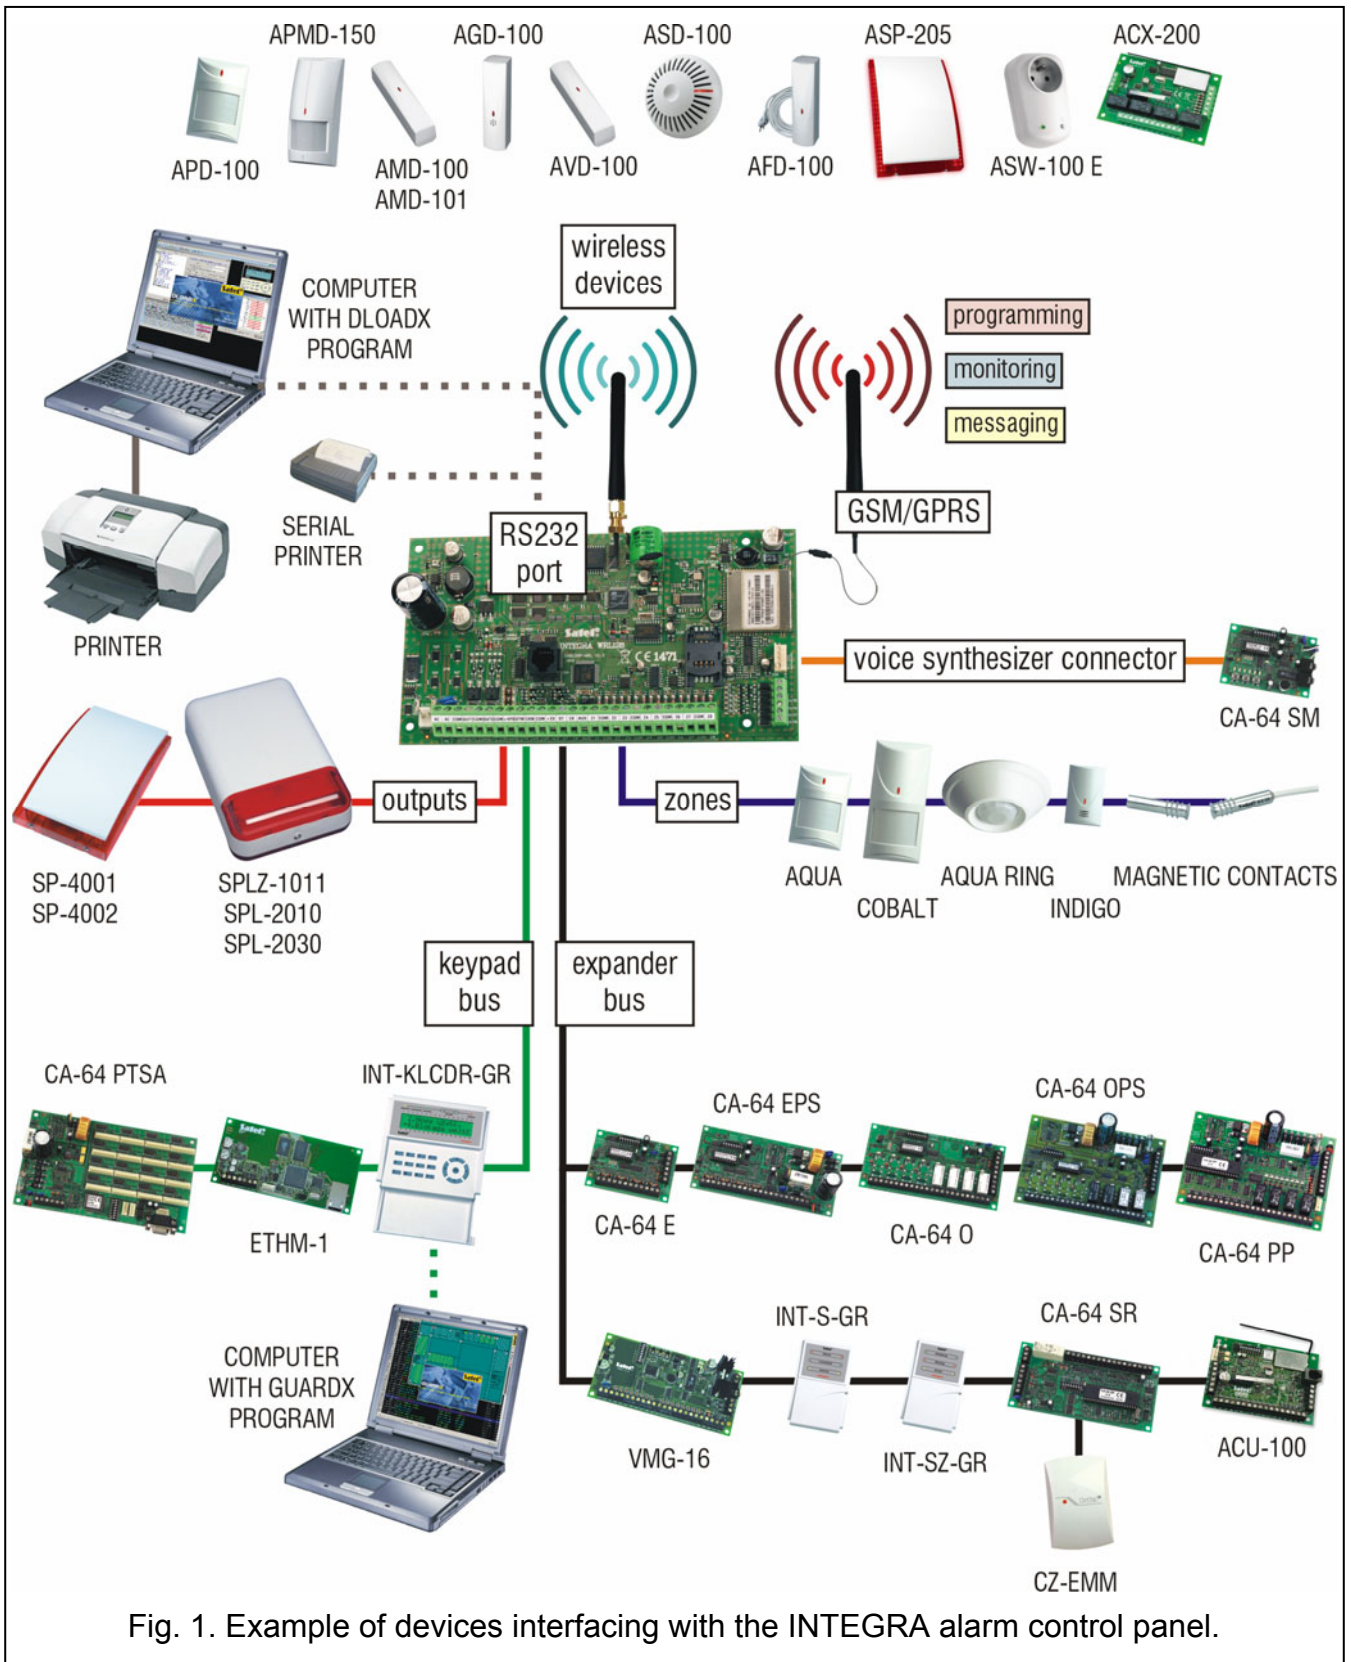 APMD-150
AGD-100
ASD-100
ASP-205
ACX-200
APD-100
AMD-100
AMD-101
AVD-100
AFD-100
ASW-100 E
wireless
devices
COMPUTER
WITH DLOADX
PROGRAM
programming
monitoring
messaging
SERIAL
PRINTER
RS232
port
GSM/GPRS
PRINTER
Satel
INTEGRA WRL
1471
voice synthesizer connector
CA-64 SM
outputs
zones
SP-4001
SP-4002
SPLZ-1011
SPL-2010
SPL-2030
AQUA
COBALT
AQUA RING
INDIGO
MAGNETIC CONTACTS
keypad
bus
expander
bus
CA-64 PTSA
INT-KLCDR-GR
ETHM-1
CA-64 EPS
CA-64 OPS
CA-64 E
CA-64 O
CA-64 PP
COMPUTER
WITH GUARDX
PROGRAM
INT-S-GR
CA-64 SR
VMG-16
INT-SZ-GR
ACU-100
CZ-EMM
Fig. 1. Example of devices interfacing with the INTEGRA alarm control panel.